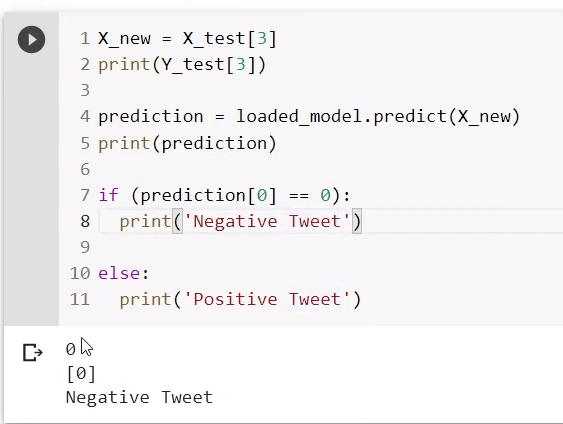 1 X_new = X_test[3]
2 print(Y_test[3])
3
4 prediction = loaded_model.predict(X_new)
5 print(prediction)
6
7 if (prediction[0] == 0):
8   print('Negative Tweet')
9
10 else:
11   print('Positive Tweet')
0
[0]
Negative Tweet